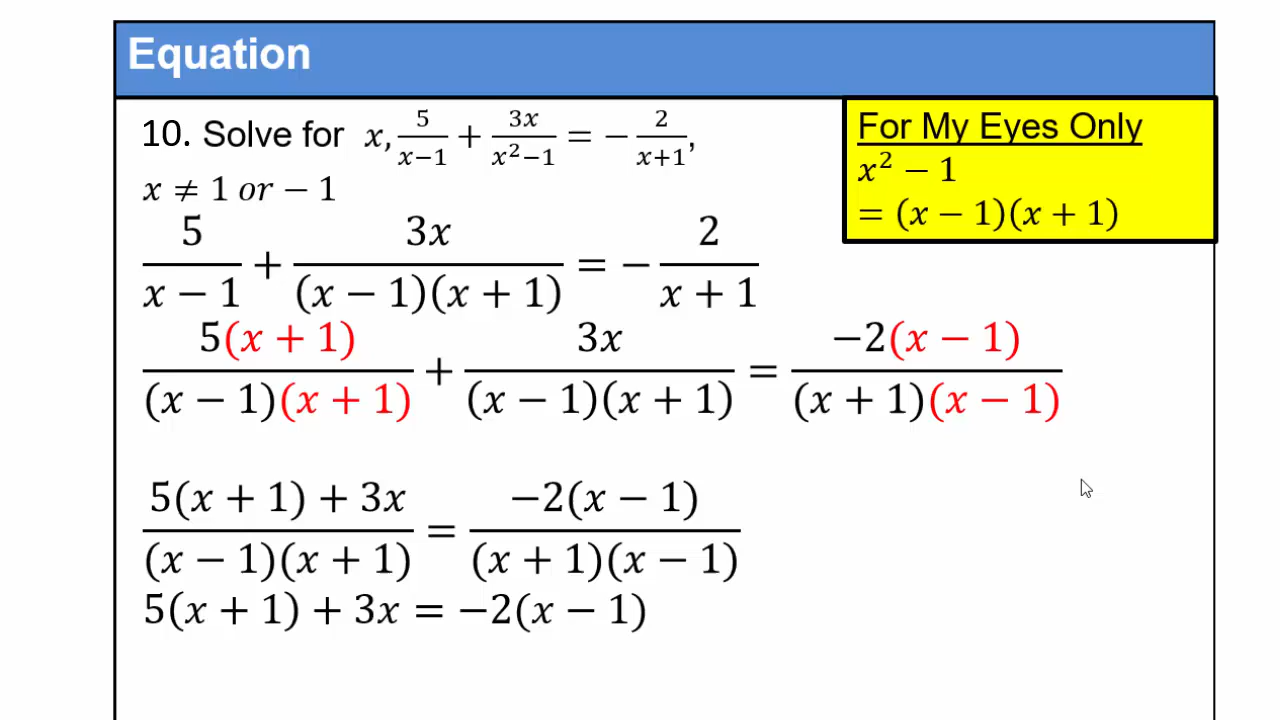 Equation
10. Solve for x, 5/(x−1) + 3x/(x²−1) = − 2/(x+1),
x ≠ 1 or − 1
For My Eyes Only
x² − 1
= (x − 1)(x + 1)
5/(x − 1) + 3x/((x − 1)(x + 1)) = − 2/(x + 1)
5(x + 1)/((x − 1)(x + 1)) + 3x/((x − 1)(x + 1)) = −2(x − 1)/((x + 1)(x − 1))
(5(x + 1) + 3x)/((x − 1)(x + 1)) = −2(x − 1)/((x + 1)(x − 1))
5(x + 1) + 3x = −2(x − 1)